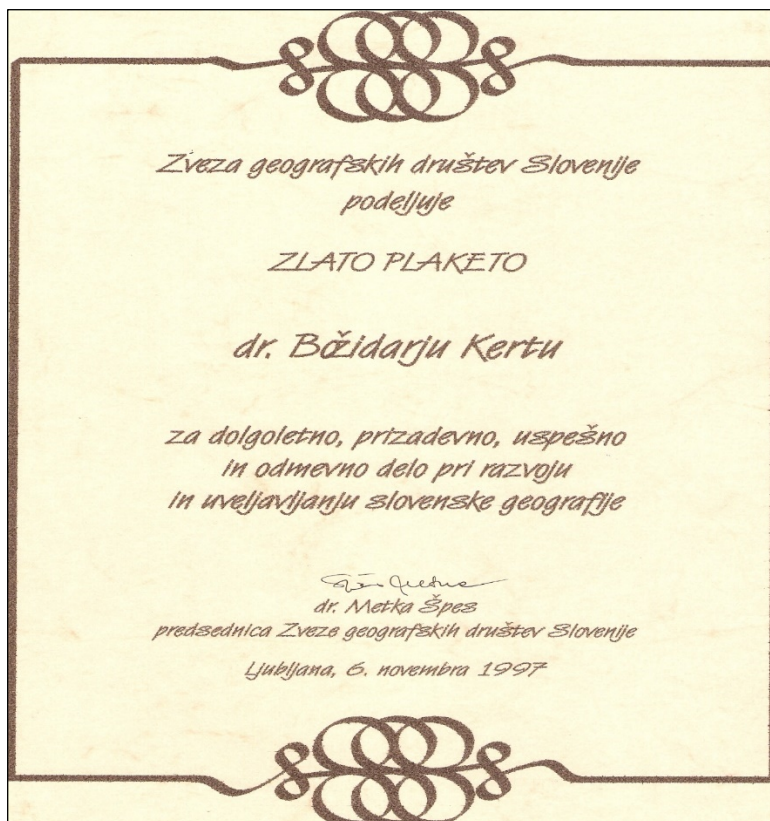 Zveza geografskih društev Slovenije
podeljuje
ZLATO PLAKETO
dr. Božidarju Kertu
za dolgoletno, prizadevno, uspešno
in odmevno delo pri razvoju
in uveljavljanju slovenske geografije
dr. Metka Špes
predsednica Zveze geografskih društev Slovenije
Ljubljana, 6. novembra 1997